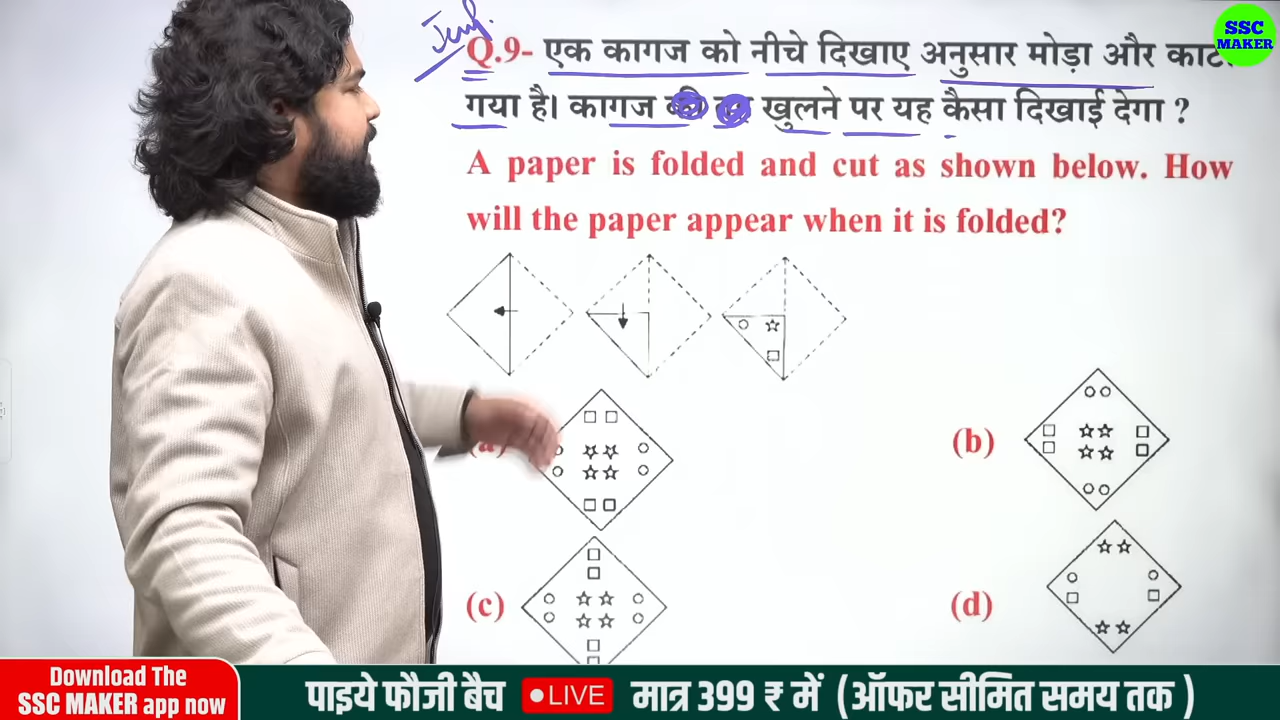 SSC
MAKER
Q.9- एक कागज को नीचे दिखाए अनुसार मोड़ा और काटा
गया है। कागज खुलने पर यह कैसा दिखाई देगा ?
A paper is folded and cut as shown below. How
will the paper appear when it is folded?
(a)
(b)
(c)
(d)
Download The
SSC MAKER app now
पाइये फौजी बैच LIVE मात्र 399 ₹ में (ऑफर सीमित समय तक )